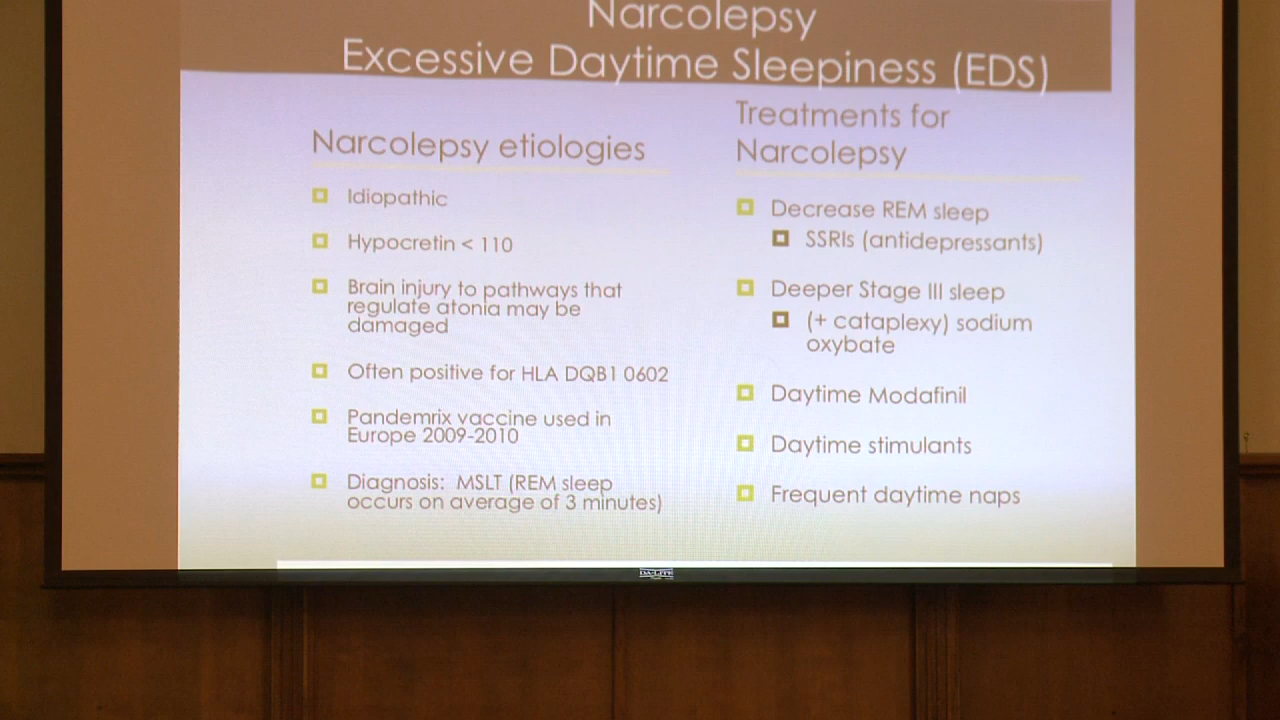 Narcolepsy
Excessive Daytime Sleepiness (EDS)
Narcolepsy etiologies
Idiopathic
Hypocretin < 110
Brain injury to pathways that
regulate atonia may be
damaged
Often positive for HLA DQB1 0602
Pandemrix vaccine used in
Europe 2009-2010
Diagnosis: MSLT (REM sleep
occurs on average of 3 minutes)
Treatments for
Narcolepsy
Decrease REM sleep
SSRIs (antidepressants)
Deeper Stage III sleep
(+ cataplexy) sodium
oxybate
Daytime Modafinil
Daytime stimulants
Frequent daytime naps
DA-LITE